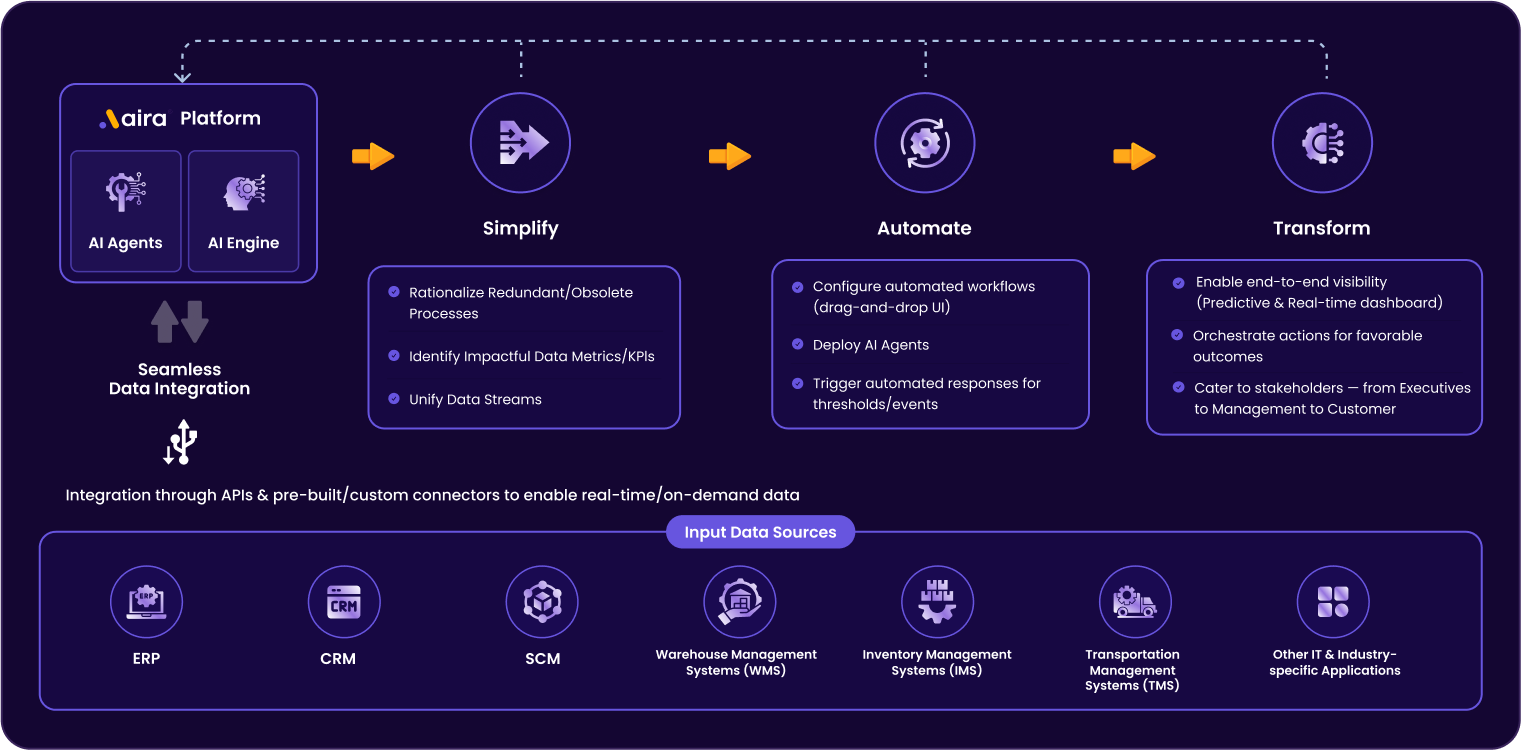 aira Platform
AI Agents
AI Engine
Seamless
Data Integration
Simplify
Rationalize Redundant/Obsolete
Processes
Identify Impactful Data Metrics/KPIs
Unify Data Streams
Automate
Configure automated workflows
(drag-and-drop UI)
Deploy AI Agents
Trigger automated responses for
thresholds/events
Transform
Enable end-to-end visibility
(Predictive & Real-time dashboard)
Orchestrate actions for favorable
outcomes
Cater to stakeholders — from Executives
to Management to Customer
Integration through APIs & pre-built/custom connectors to enable real-time/on-demand data
Input Data Sources
ERP
ERP
CRM
CRM
SCM
Warehouse Management
Systems (WMS)
Inventory Management
Systems (IMS)
Transportation
Management
Systems (TMS)
Other IT & Industry-
specific Applications